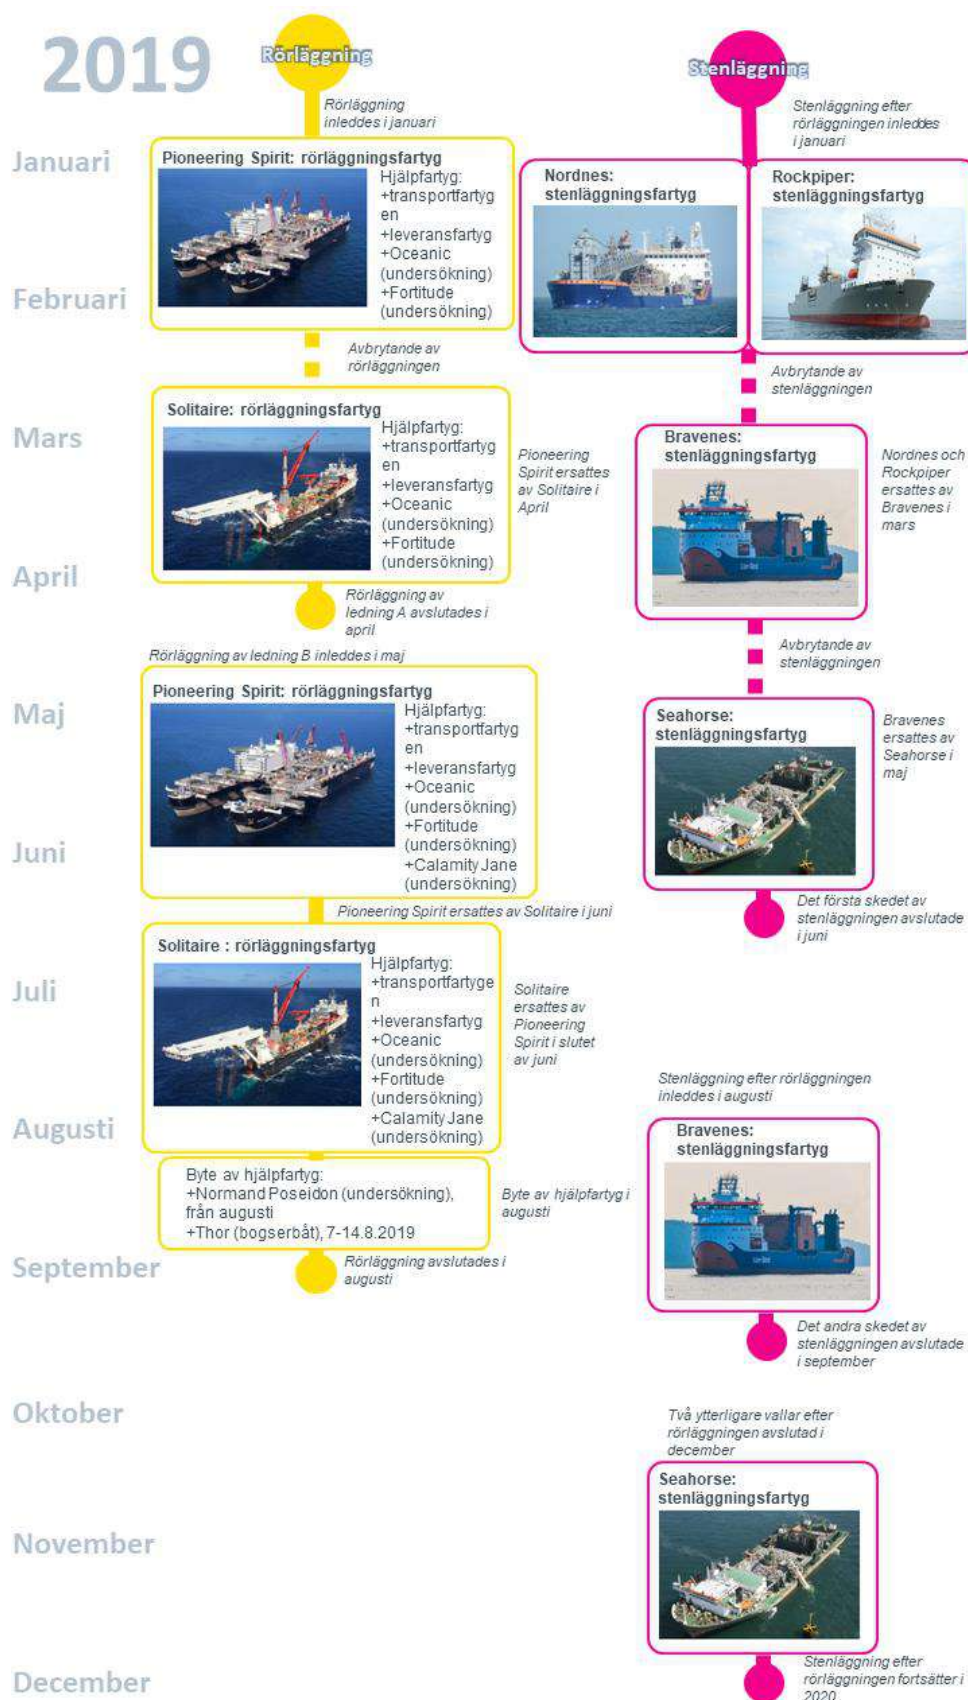 2019
Rörläggning
Stenläggning
Rörläggning
inleddes i januari
Stenläggning efter
rörläggningen inleddes
i januari
Januari
Pioneering Spirit: rörläggningsfartyg
Hjälpfartyg:
+transportfartyg
en
+leveransfartyg
+Oceanic
(undersökning)
+Fortitude
(undersökning)
Nordnes:
stenläggningsfartyg
Rockpiper:
stenläggningsfartyg
Februari
Avbrytande av
rörläggningen
Avbrytande av
stenläggningen
Mars
Solitaire: rörläggningsfartyg
Hjälpfartyg:
+transportfartyg
en
+leveransfartyg
+Oceanic
(undersökning)
+Fortitude
(undersökning)
Pioneering
Spirit ersattes
av Solitaire i
April
Bravenes:
stenläggningsfartyg
Nordnes och
Rockpiper
ersattes av
Bravenes i
mars
April
Rörläggning av
ledning A avslutades i
april
Avbrytande av
stenläggningen
Rörläggning av ledning B inleddes i maj
Maj
Pioneering Spirit: rörläggningsfartyg
Hjälpfartyg:
+transportfartyg
en
+leveransfartyg
+Oceanic
(undersökning)
+Fortitude
(undersökning)
+Calamity Jane
(undersökning)
Seahorse:
stenläggningsfartyg
Bravenes
ersattes av
Seahorse i
maj
Juni
Pioneering Spirit ersattes av Solitaire i juni
Det första skedet av
stenläggningen avslutade
i juni
Juli
Solitaire : rörläggningsfartyg
Hjälpfartyg:
+transportfartyge
n
+leveransfartyg
+Oceanic
(undersökning)
+Fortitude
(undersökning)
+Calamity Jane
(undersökning)
Solitaire
ersattes av
Pioneering
Spirit i slutet
av juni
Stenläggning efter rörläggningen
inleddes i augusti
Augusti
Bravenes:
stenläggningsfartyg
Byte av hjälpfartyg:
+Normand Poseidon (undersökning),
från augusti
+Thor (bogserbåt), 7-14.8.2019
Byte av hjälpfartyg i
augusti
September
Rörläggning avslutades i
augusti
Det andra skedet av
stenläggningen avslutade
i september
Oktober
Två ytterligare vallar efter
rörläggningen avslutad i
december
Seahorse:
stenläggningsfartyg
November
December
Stenläggning efter
rörläggningen fortsätter i
2020